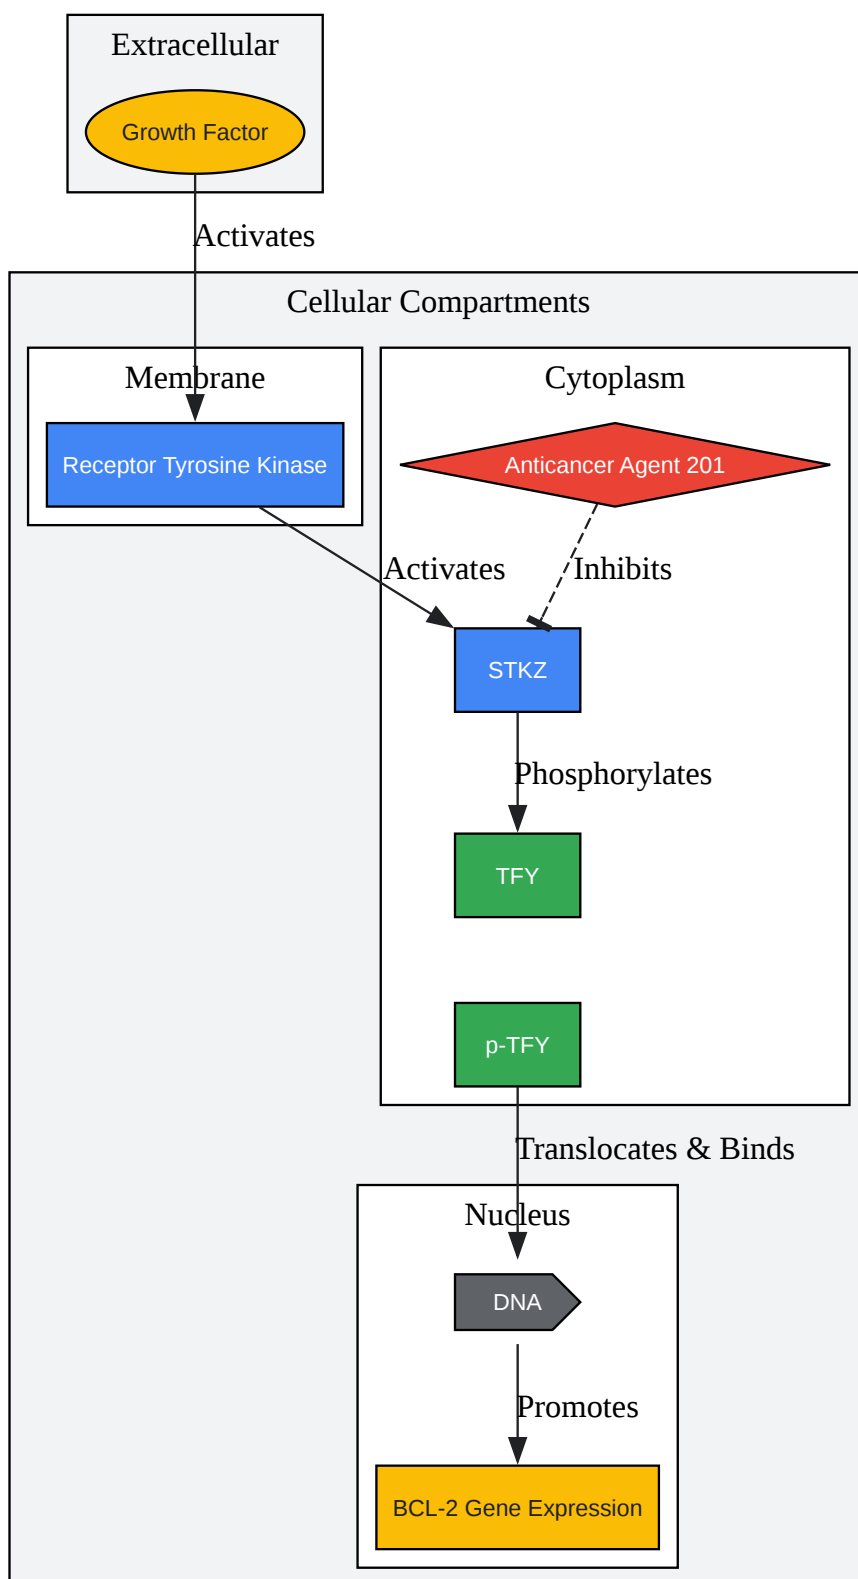 Extracellular
Growth Factor
Activates
Cellular Compartments
Membrane
Cytoplasm
Receptor Tyrosine Kinase
Anticancer Agent 201
Activates
Inhibits
STKZ
Phosphorylates
TFY
p-TFY
Translocates & Binds
Nucleus
DNA
Promotes
BCL-2 Gene Expression